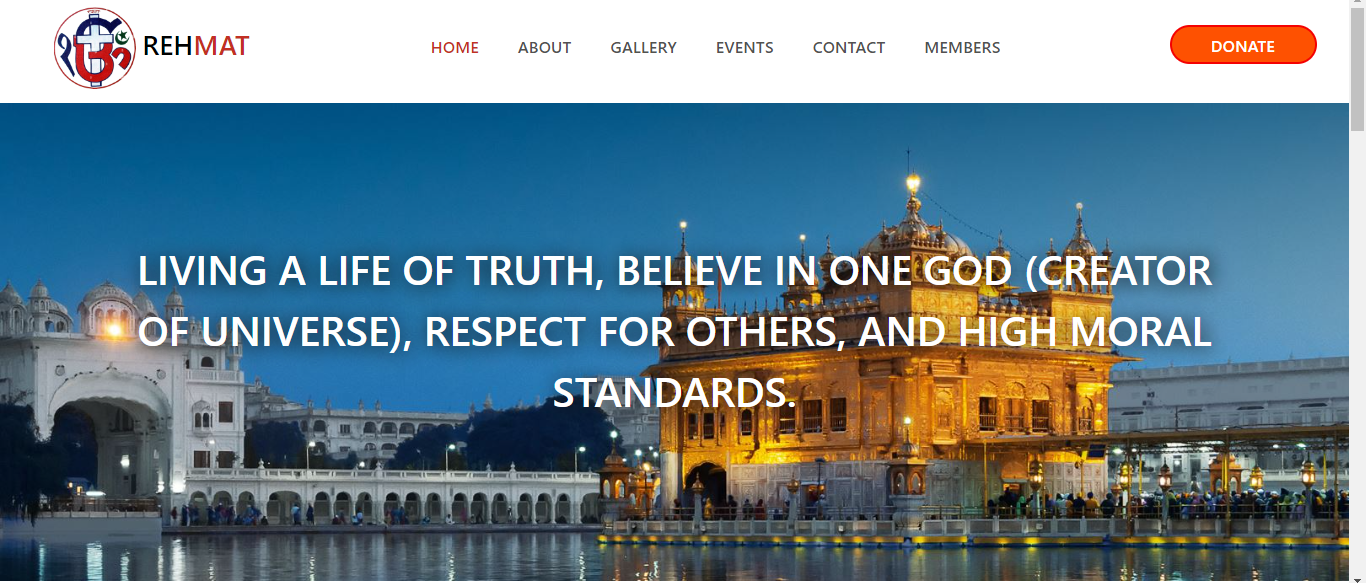 REHMAT
HOME ABOUT GALLERY EVENTS CONTACT MEMBERS
DONATE
LIVING A LIFE OF TRUTH, BELIEVE IN ONE GOD (CREATOR
OF UNIVERSE), RESPECT FOR OTHERS, AND HIGH MORAL
STANDARDS.